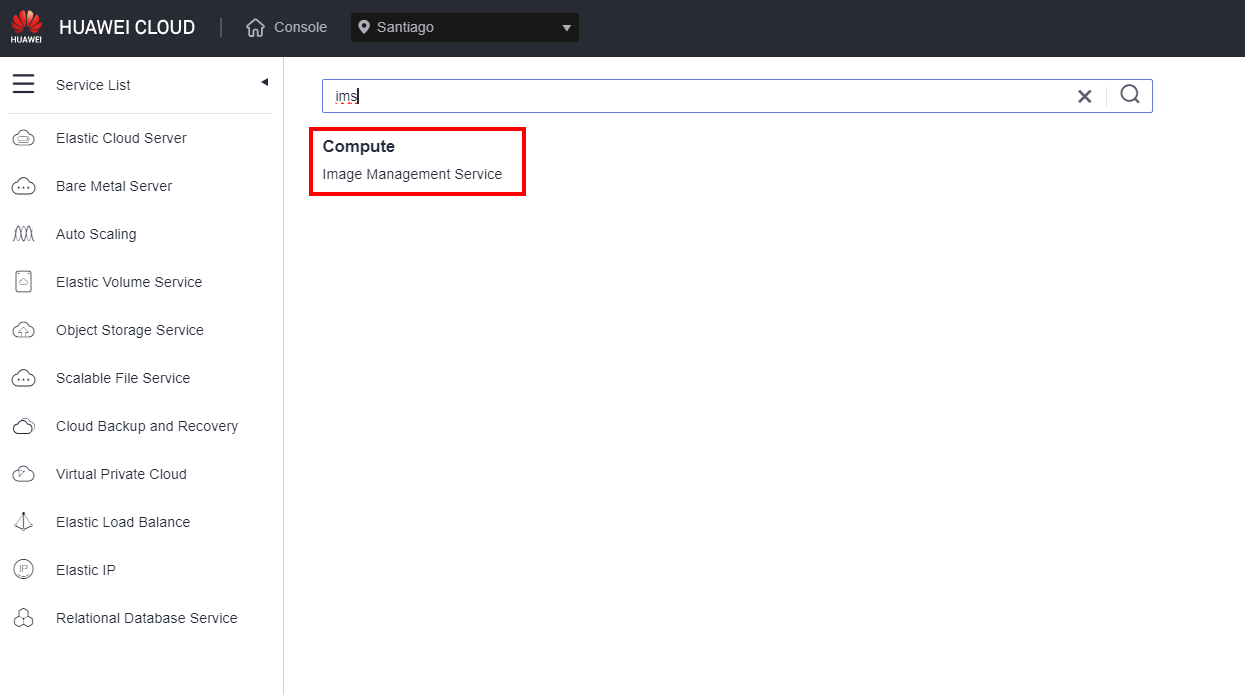 HUAWEI
HUAWEI CLOUD
Console
Santiago
Service List
Elastic Cloud Server
Bare Metal Server
Auto Scaling
Elastic Volume Service
Object Storage Service
Scalable File Service
Cloud Backup and Recovery
Virtual Private Cloud
Elastic Load Balance
IP
Elastic IP
Relational Database Service
ims
Compute
Image Management Service